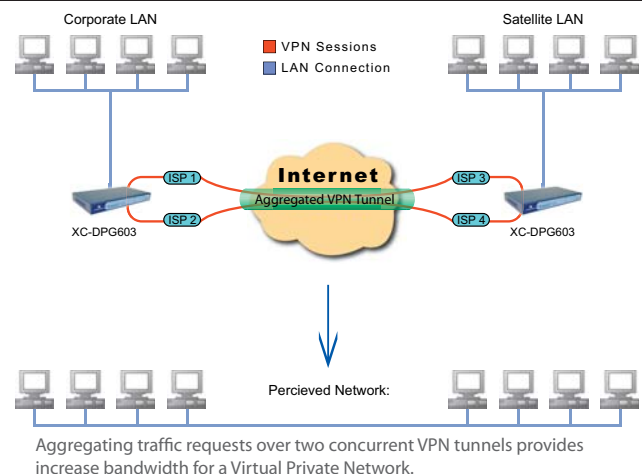 Corporate LAN
Satellite LAN
VPN Sessions
LAN Connection
Internet
Aggregated VPN Tunnel
ISP 1
ISP 2
ISP 3
ISP 4
XC-DPG603
XC-DPG603
Percieved Network:
Aggregating traffic requests over two concurrent VPN tunnels provides
increase bandwidth for a Virtual Private Network.